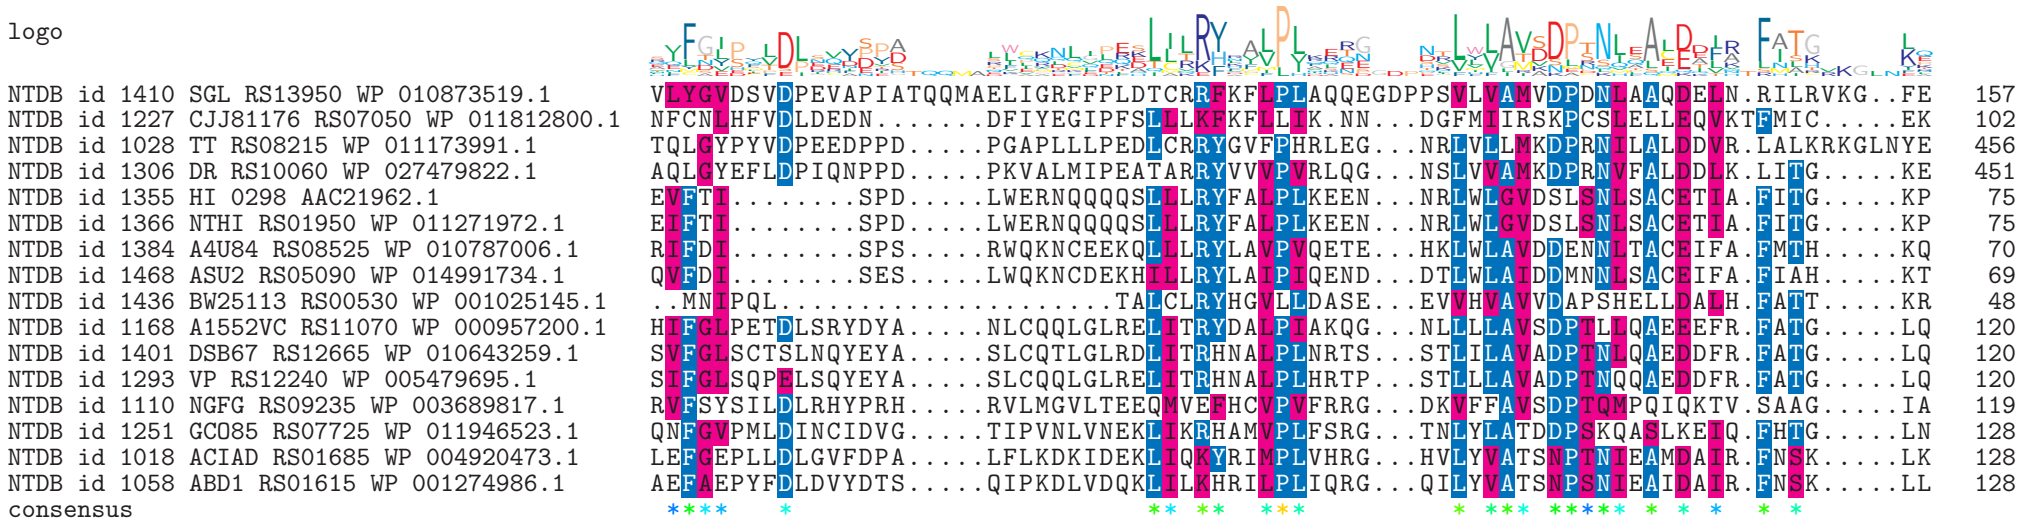 logo
NTDB id 1410 SGL RS13950 WP 010873519.1 VLYGVDSVDPEVAPIATQQMAELIGRFFPLDTCRRFKFLPLAQQEGDPPSVLVAMVDPDNLAAQDELN.RILRVKG..FE 157
NTDB id 1227 CJJ81176 RS07050 WP 011812800.1 NFCNLHFVDLDEDN.......DFIYEGIPFSLLLKFKFLLIK.NN...DGFMIIRSKPCSLELLEQVKTFMIC....EK 102
NTDB id 1028 TT RS08215 WP 011173991.1 TQLGYPYVDPEEDPPD.....PGAPLLLPEDLCRRYGVFPHRLEG...NRLVLLMKDPRNILALDDVR.LALKRKGLNYE 456
NTDB id 1306 DR RS10060 WP 027479822.1 AQLGYEFLDPIQNPPD.....PKVALMIPEATARRYVVVPVRLQG...NSLVVAMKDPRNVFALDDLK.LITG.....KE 451
NTDB id 1355 HI 0298 AAC21962.1 EVFTI........SPD.....LWERNQQQQSLLLRYFALPLKEEN...NRLWLGVDSLSNLSACETIA.FITG.....KP 75
NTDB id 1366 NTHI RS01950 WP 011271972.1 EIFTI........SPD.....LWERNQQQQSLLLRYFALPLKEEN...NRLWLGVDSLSNLSACETIA.FITG.....KP 75
NTDB id 1384 A4U84 RS08525 WP 010787006.1 RIFDI........SPS.....RWQKNCEEKQLLLRYLAVPVQETE...HKLWLAVDDENNLTACEIFA.FMTH.....KQ 70
NTDB id 1468 ASU2 RS05090 WP 014991734.1 QVFDI........SES.....LWQKNCDEKHILLRYLAIPIQEND...DTLWLAIDDMNNLSACEIFA.FIAH.....KT 69
NTDB id 1436 BW25113 RS00530 WP 001025145.1 ..MNIPQL....................TALCLRYHGVLLDASE...EVVHVAVVDAPSHELLDALH.FATT.....KR 48
NTDB id 1168 A1552VC RS11070 WP 000957200.1 HIFGLPETDLSRYDYA.....NLCQQLGLRELITRYDALPIAKQG...NLLLLAVSDPTLLQAEEEFR.FATG.....LQ 120
NTDB id 1401 DSB67 RS12665 WP 010643259.1 SVFGLSCTSLNQYEYA.....SLCQTLGLRDLITRHNALPLNRTS...STLILAVADPTNLQAEDDFR.FATG.....LQ 120
NTDB id 1293 VP RS12240 WP 005479695.1 SIFGLSQPELSQYEYA.....SLCQQLGLRELITRHNALPLHRTP...STLLLAVADPTNQQAEDDFR.FATG.....LQ 120
NTDB id 1110 NGFG RS09235 WP 003689817.1 RVFSYSILDLRHYPRH.....RVLMGVLTEEQMVEFHCVPVFRRG...DKVFFAVSDPTQMPQIQKTV.SAAG.....IA 119
NTDB id 1251 GCO85 RS07725 WP 011946523.1 QNFGVPMLDINCIDVG.....TIPVNLVNEKLIKRHAMVPLFSRG...TNLYLATDDPSKQASLKEIQ.FHTG.....LN 128
NTDB id 1018 ACIAD RS01685 WP 004920473.1 LEFGEPLLDLGVFDPA.....LFLKDKIDEKLIQKYRIMPLVHRG...HVLYVATSNPTNIEAMDAIR.FNSK.....LK 128
NTDB id 1058 ABD1 RS01615 WP 001274986.1 AEFAEPYFDLDVYDTS.....QIPKDLVDQKLILKHRILPLIQRG...QILYVATSNPSNIEAIDAIR.FNSK.....LL 128
consensus **** * ** ** *** * ******** * * * * *